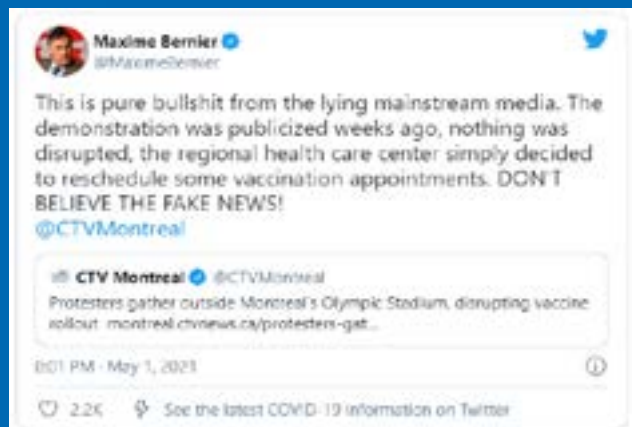 Maxime Bernier
@MaximeBernier
This is pure bullshit from the lying mainstream media. The
demonstration was publicized weeks ago, nothing was
disrupted, the regional health care center simply decided
to reschedule some vaccination appointments. DON'T
BELIEVE THE FAKE NEWS!
@CTVMontreal
CTV Montreal @CTVMontreal
Protesters gather outside Montreal's Olympic Stadium, disrupting vaccine
rollout montreal.ctvnews.ca/protesters-gat...
PM · May 1, 2021
2.2K See the latest COVID-19 information on Twitter